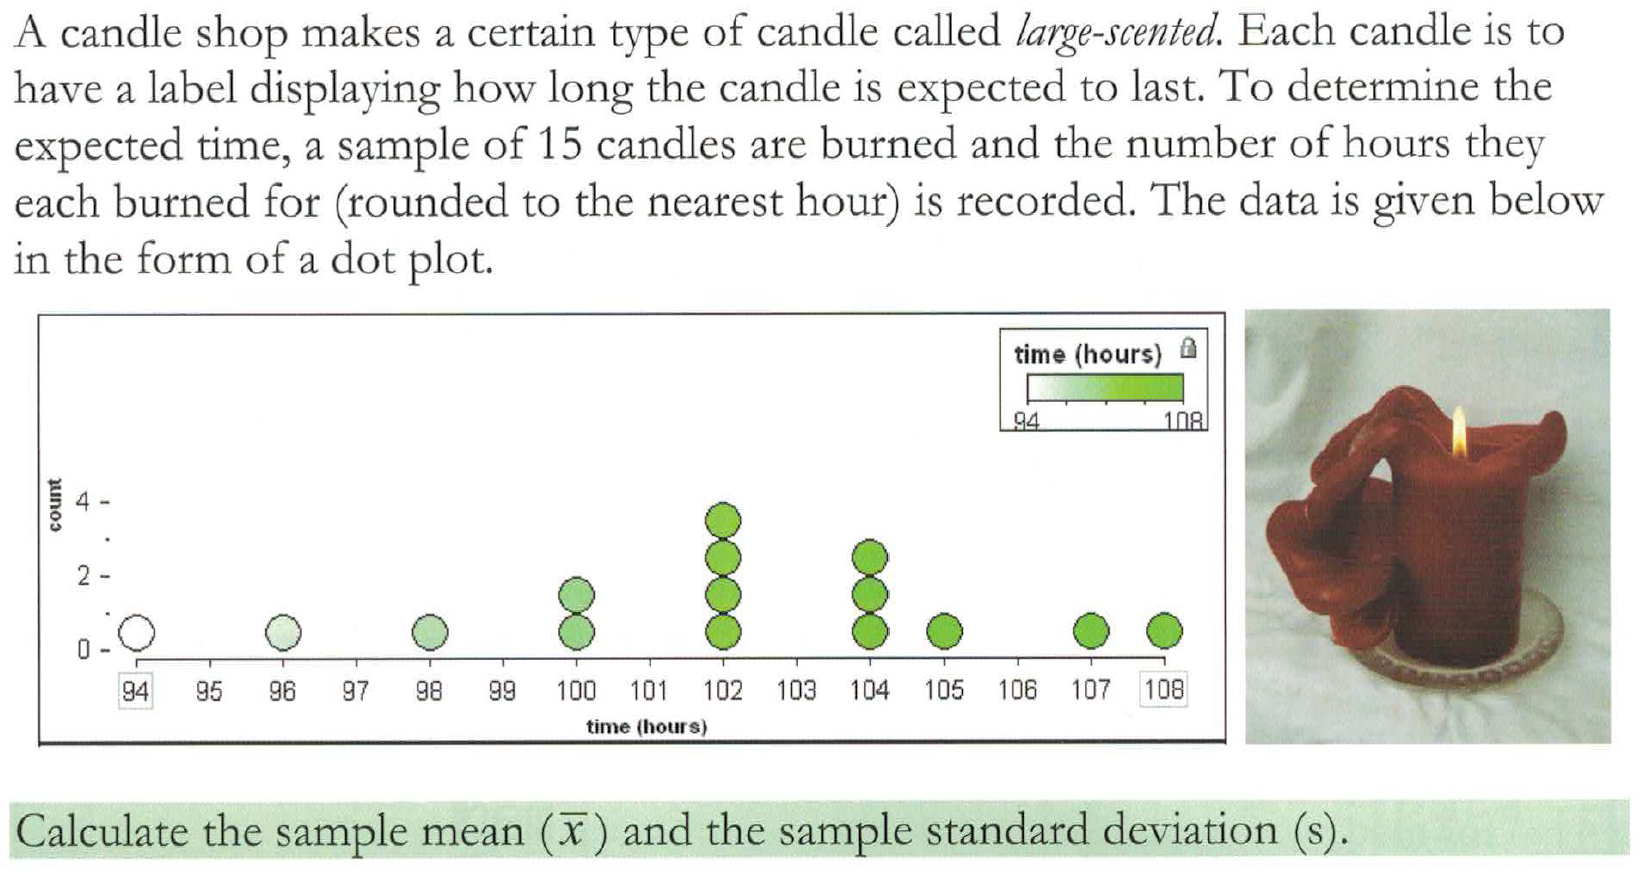 A candle shop makes a certain type of candle called large-scented. Each candle is to
have a label displaying how long the candle is expected to last. To determine the
expected time, a sample of 15 candles are burned and the number of hours they
each burned for (rounded to the nearest hour) is recorded. The data is given below
in the form of a dot plot.
time (hours)
94 108
count
4
2
0
94 95 96 97 98 99 100 101 102 103 104 105 106 107 108
time (hours)
Calculate the sample mean (x̄) and the sample standard deviation (s).